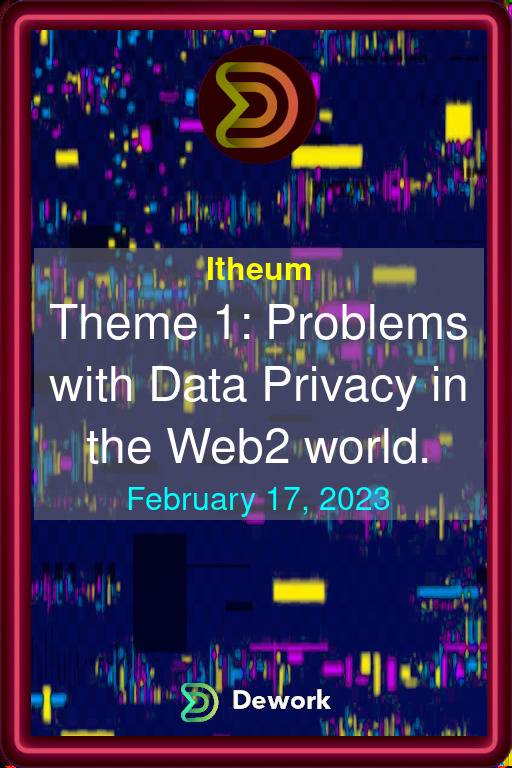 Itheum
Theme 1: Problems
with Data Privacy in
the Web2 world.
February 17, 2023
Dework